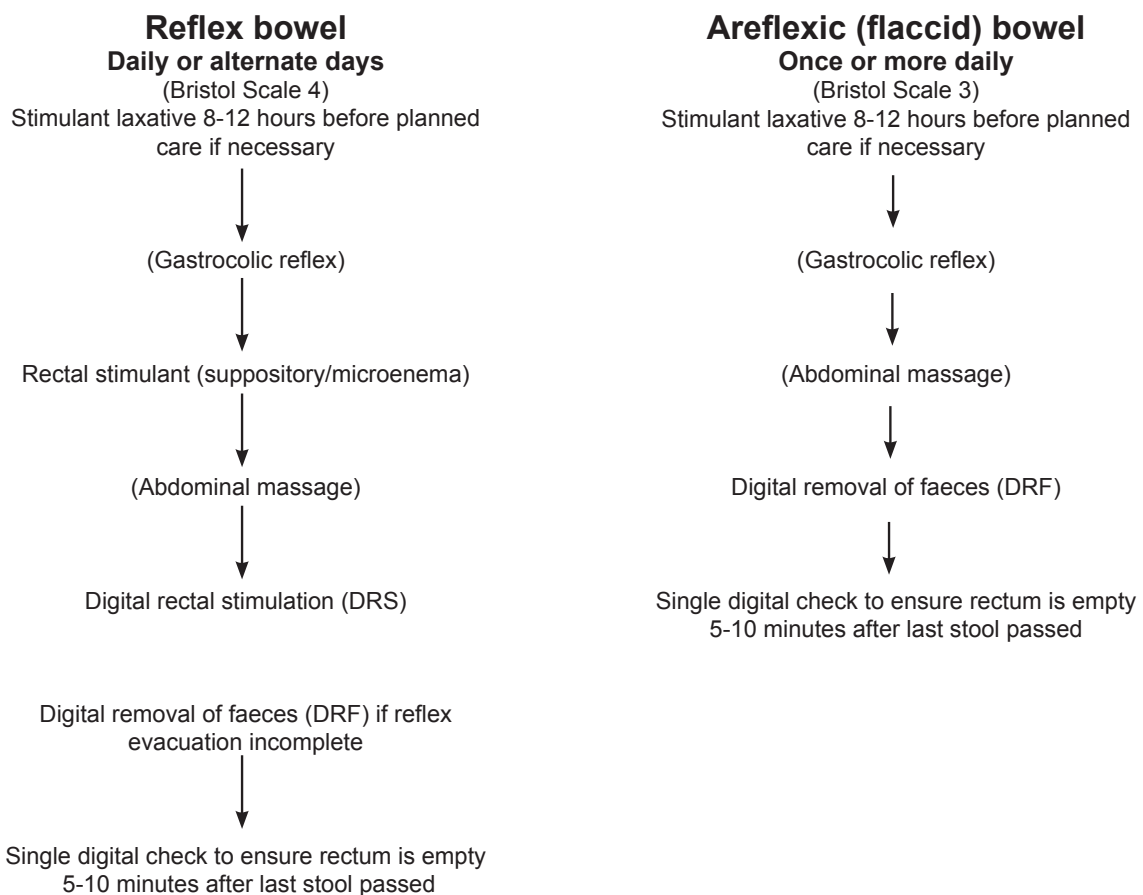 Reflex bowel
Daily or alternate days
(Bristol Scale 4)
Stimulant laxative 8-12 hours before planned
care if necessary
(Gastrocolic reflex)
Rectal stimulant (suppository/microenema)
(Abdominal massage)
Digital rectal stimulation (DRS)
Digital removal of faeces (DRF) if reflex
evacuation incomplete
Single digital check to ensure rectum is empty
5-10 minutes after last stool passed
Areflexic (flaccid) bowel
Once or more daily
(Bristol Scale 3)
Stimulant laxative 8-12 hours before planned
care if necessary
(Gastrocolic reflex)
(Abdominal massage)
Digital removal of faeces (DRF)
Single digital check to ensure rectum is empty
5-10 minutes after last stool passed